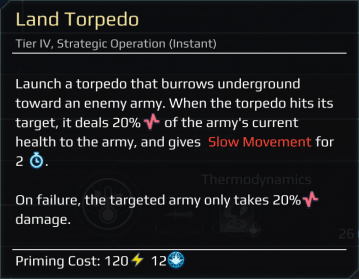 Land Torpedo
Tier IV, Strategic Operation (Instant)
Launch a torpedo that burrows underground
toward an enemy army. When the torpedo hits its
target, it deals 20% of the army's current
health to the army, and gives Slow Movement for
2 .
Thermodynamics
On failure, the targeted army only takes 20%
damage.
26
Priming Cost: 120 12